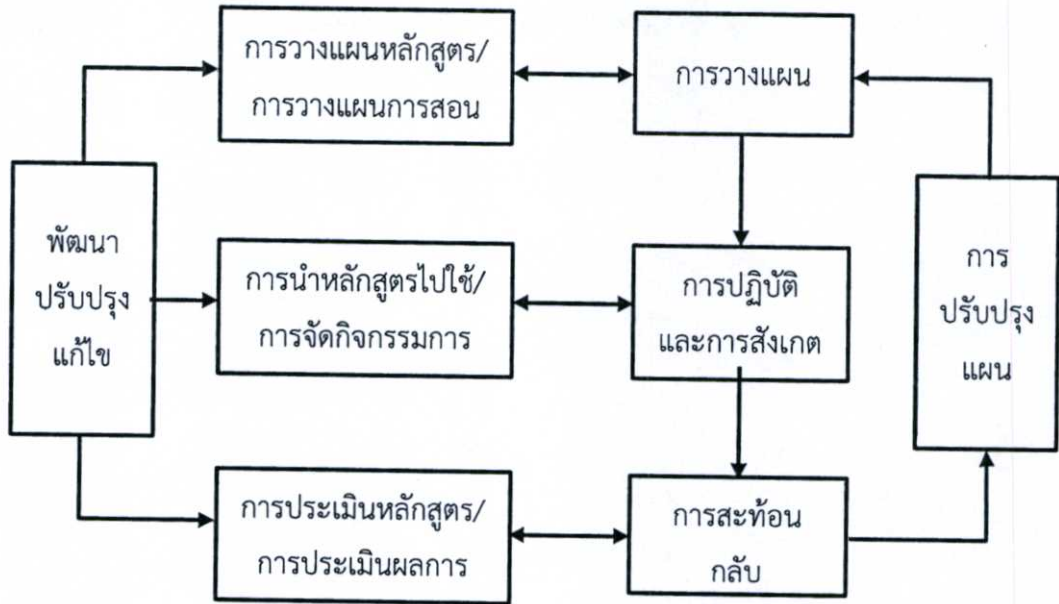 การวางแผนหลักสูตร/
การวางแผนการสอน
การวางแผน
พัฒนา
ปรับปรุง
แก้ไข
การนำหลักสูตรไปใช้/
การจัดกิจกรรมการ
การปฏิบัติ
และการสังเกต
การ
ปรับปรุง
แผน
การประเมินหลักสูตร/
การประเมินผลการ
การสะท้อน
กลับ